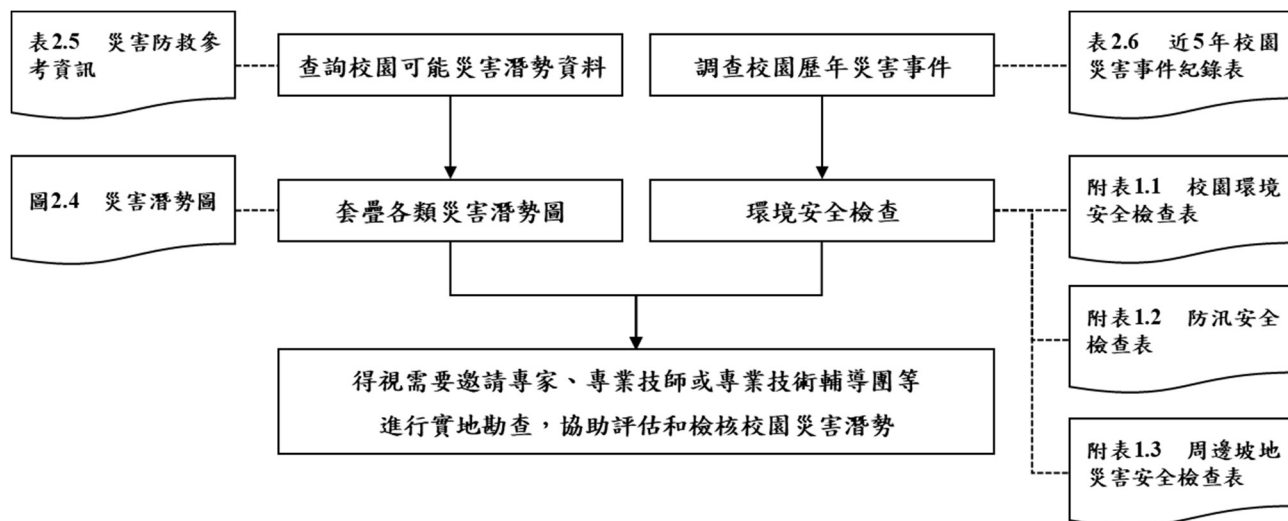 表2.5　災害防救參
考資訊
查詢校園可能災害潛勢資料
調查校園歷年災害事件
表2.6　近5年校園
災害事件紀錄表
圖2.4　災害潛勢圖
套疊各類災害潛勢圖
環境安全檢查
附表1.1　校園環境
安全檢查表
附表1.2　防汛安全
檢查表
得視需要邀請專家、專業技師或專業技術輔導團等
進行實地勘查，協助評估和檢核校園災害潛勢
附表1.3　周邊坡地
災害安全檢查表